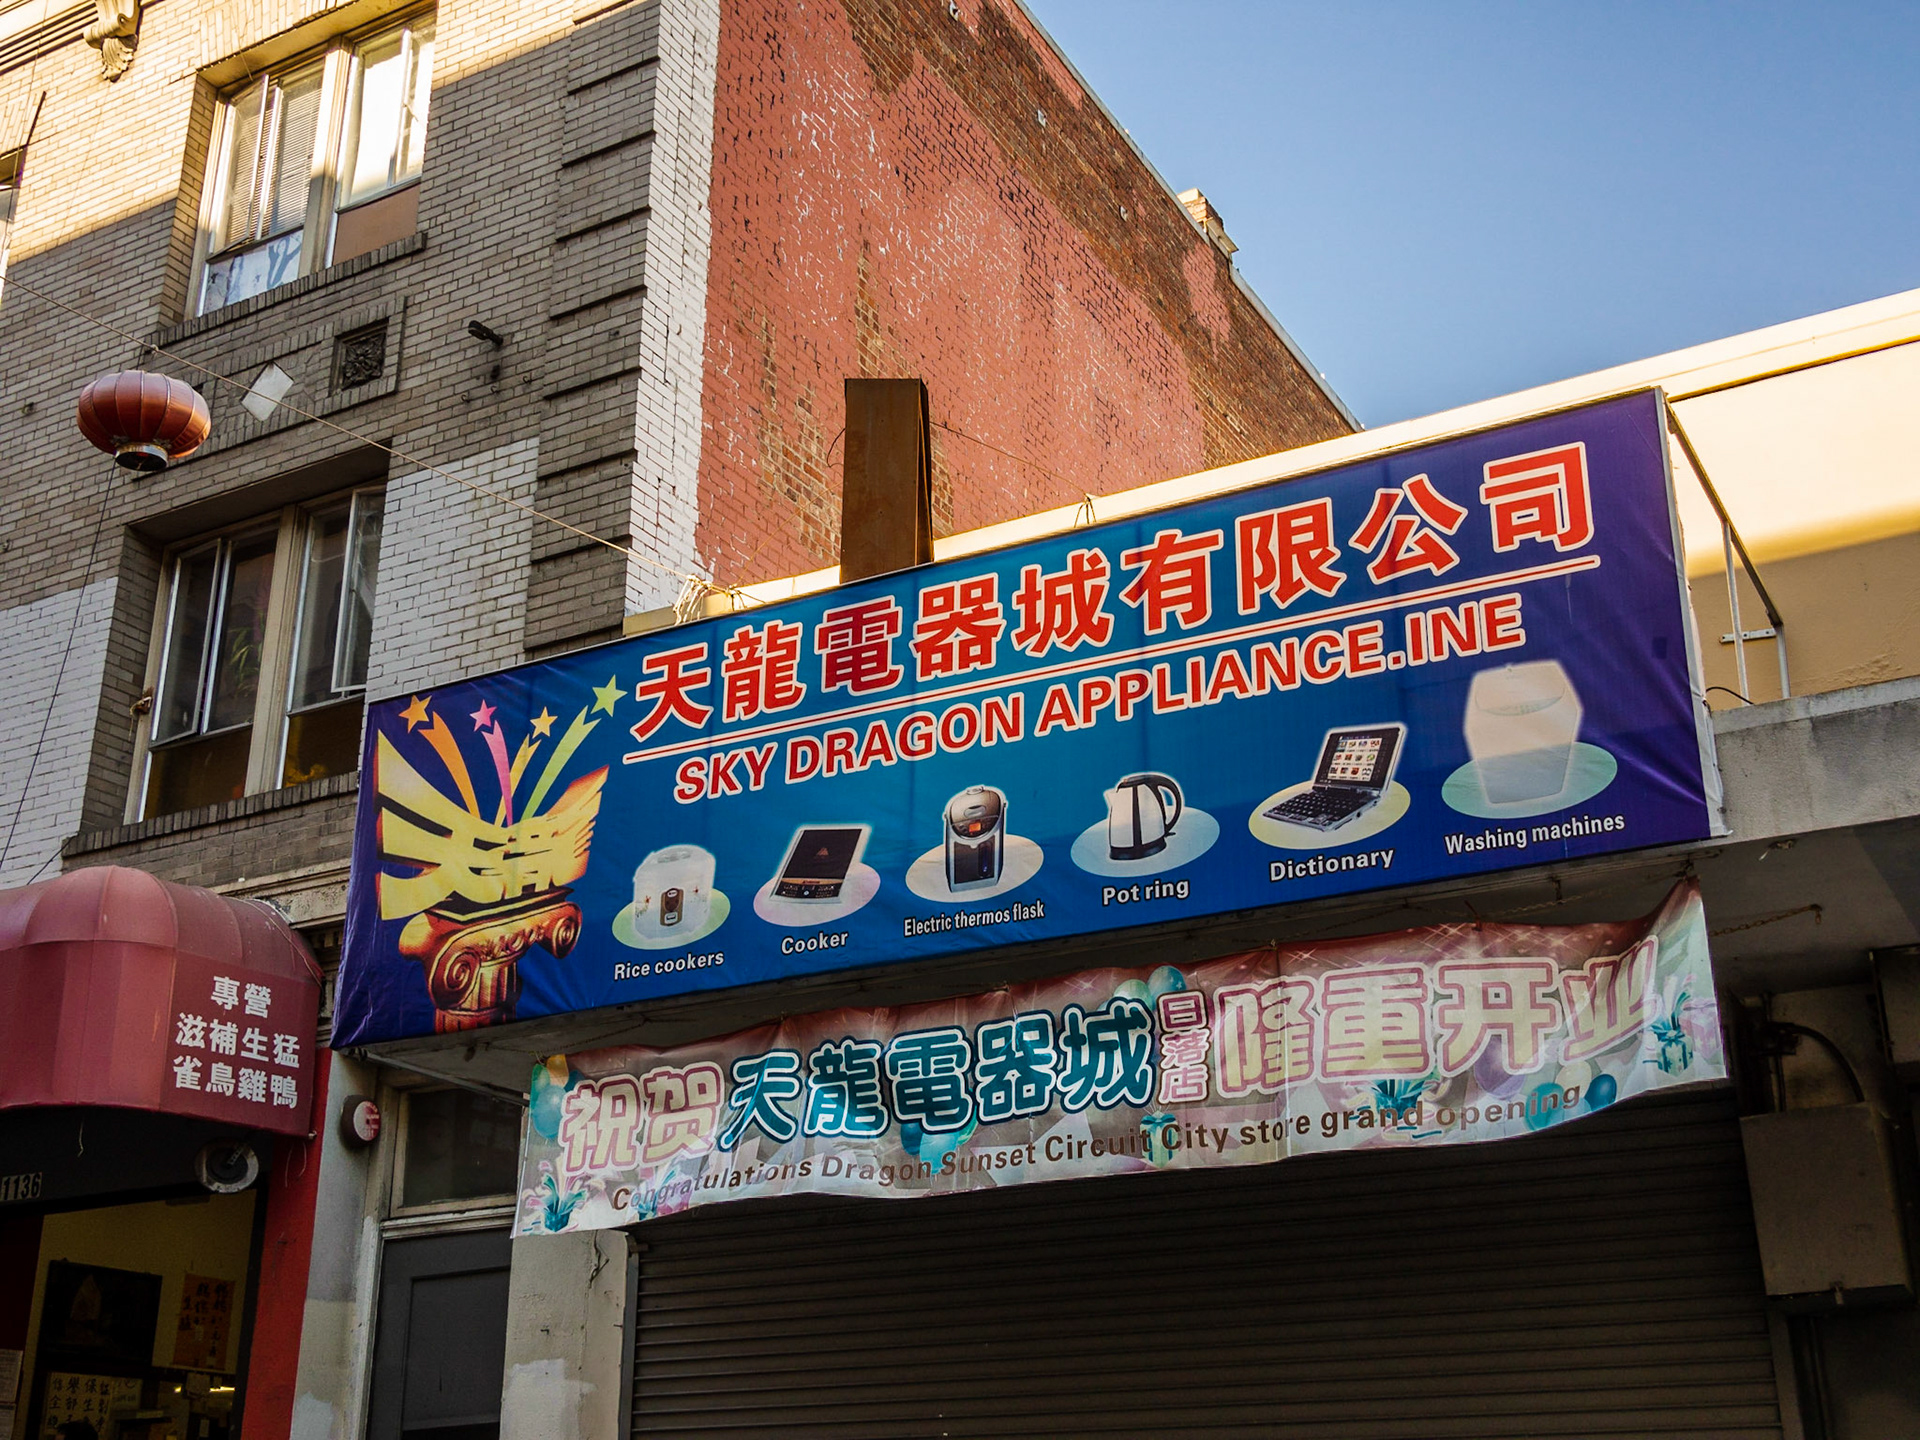 天龍電器城有限公司
SKY DRAGON APPLIANCE.INE
天龍
Rice cookers
Cooker
Electric thermos flask
Pot ring
Dictionary
Washing machines
祝贺天龍電器城日落店隆重开业
Congratulations Dragon Sunset Circuit City store grand opening
專營
滋補生猛
雀鳥雞鴨
1136